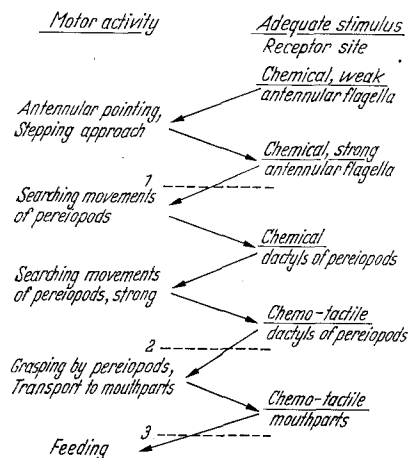 Motor activity
Adequate stimulus
Receptor site
Chemical, weak
antennular flagella
Antennular pointing,
Stepping approach
Chemical, strong
antennular flagella
1
Searching movements
of pereiopods
Chemical
dactyls of pereiopods
Searching movements
of pereiopods, strong
Chemo-tactile
dactyls of pereiopods
2
Grasping by pereiopods,
Transport to mouthparts
Chemo-tactile
mouthparts
3
Feeding